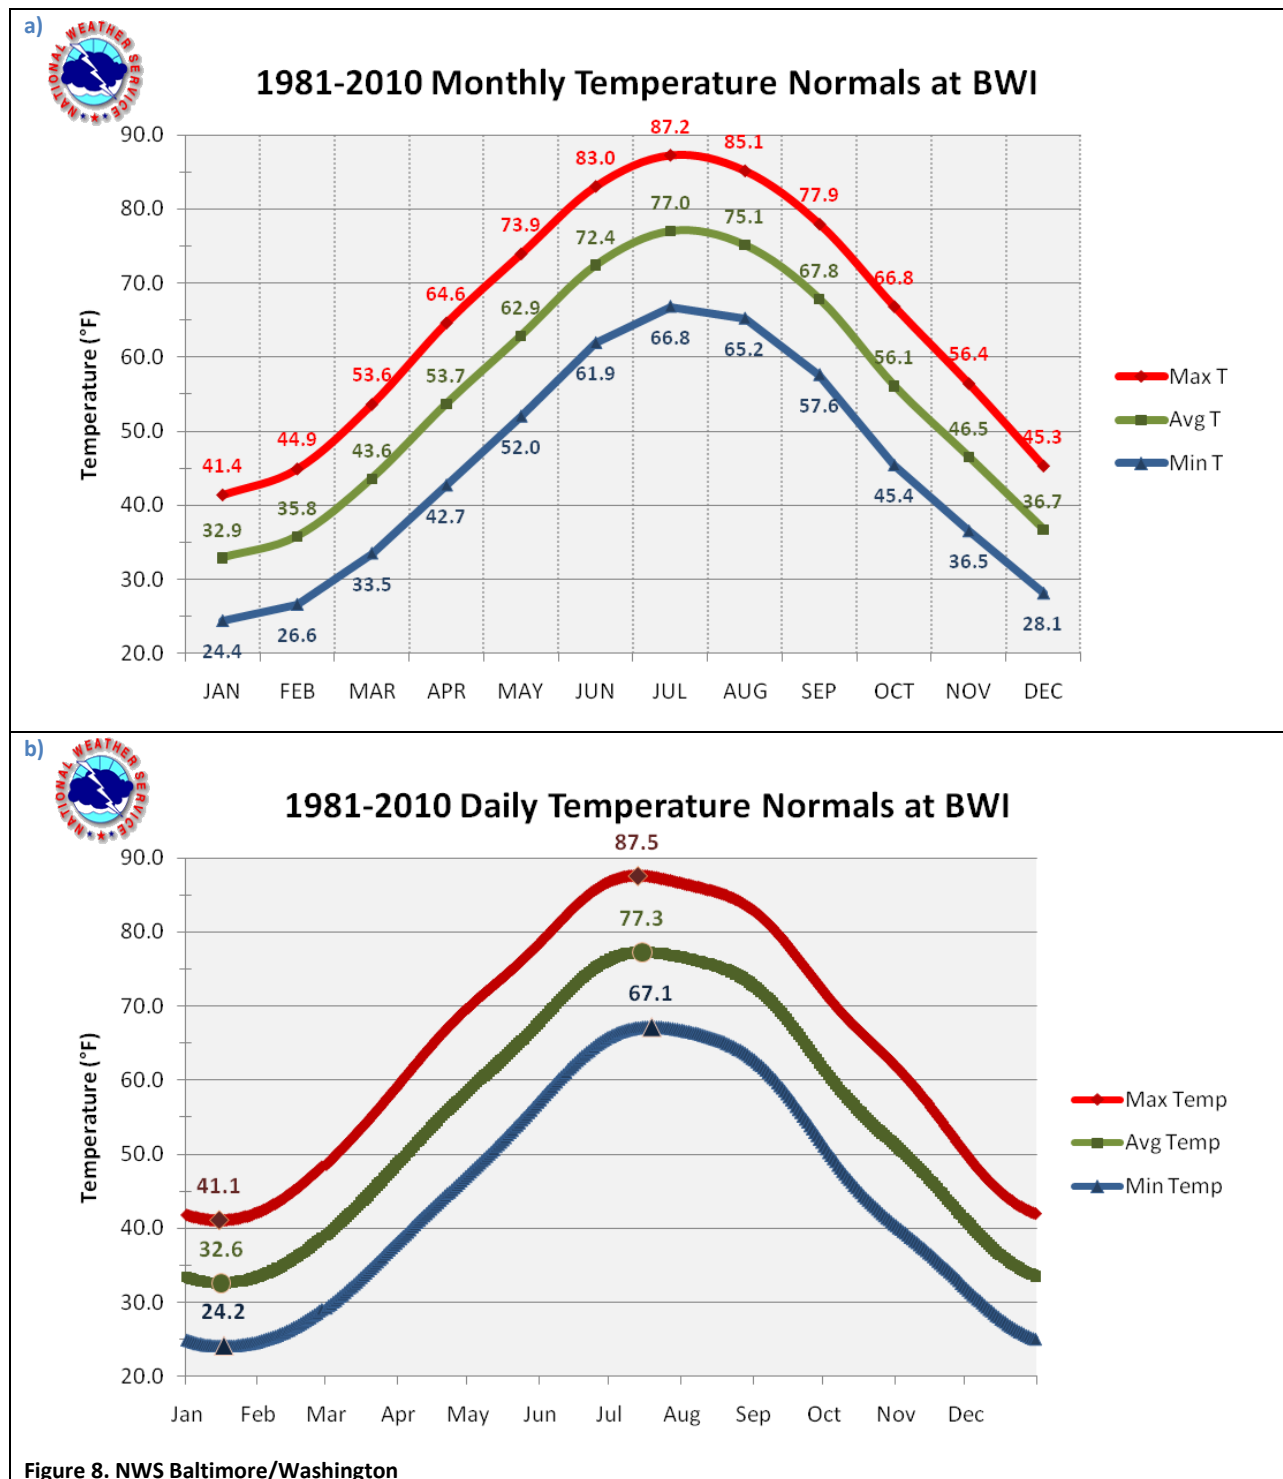 a)
NATIONAL WEATHER SERVICE
1981-2010 Monthly Temperature Normals at BWI
90.0
80.0
70.0
60.0
50.0
40.0
30.0
20.0
Temperature (°F)
41.4 44.9 53.6 64.6 73.9 83.0 87.2 85.1 77.9 66.8 56.4 45.3
32.9 35.8 43.6 53.7 62.9 72.4 77.0 75.1 67.8 56.1 46.5 36.7
24.4 26.6 33.5 42.7 52.0 61.9 66.8 65.2 57.6 45.4 36.5 28.1
JAN FEB MAR APR MAY JUN JUL AUG SEP OCT NOV DEC
Max T
Avg T
Min T
b)
NATIONAL WEATHER SERVICE
1981-2010 Daily Temperature Normals at BWI
90.0
80.0
70.0
60.0
50.0
40.0
30.0
20.0
Temperature (°F)
87.5
77.3
67.1
41.1
32.6
24.2
Jan Feb Mar Apr May Jun Jul Aug Sep Oct Nov Dec
Max Temp
Avg Temp
Min Temp
Figure 8. NWS Baltimore/Washington